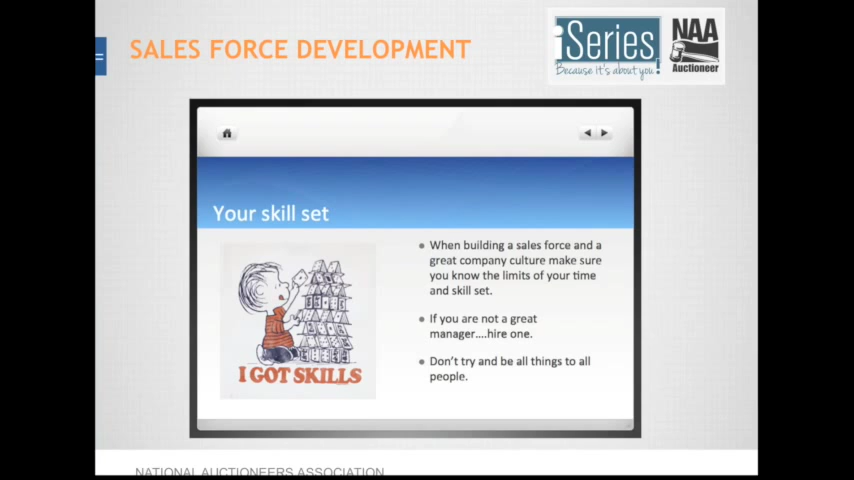 SALES FORCE DEVELOPMENT
iSeries
Because it's about you!
NAA
Auctioneer
Your skill set
I GOT SKILLS
When building a sales force and a
great company culture make sure
you know the limits of your time
and skill set.
If you are not a great
manager....hire one.
Don't try and be all things to all
people.
NATIONAL AUCTIONEERS ASSOCIATION